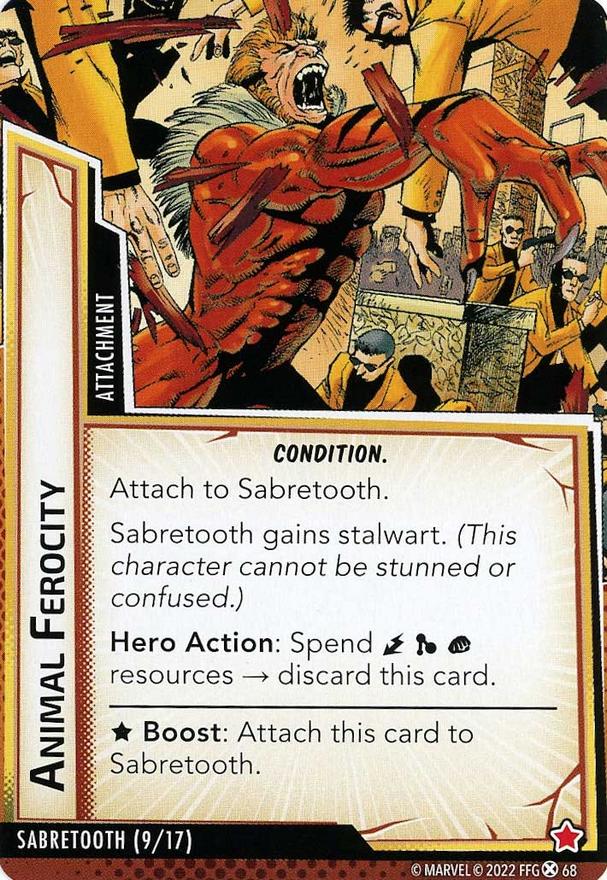 ATTACHMENT
ANIMAL FEROCITY
CONDITION.
Attach to Sabretooth.
Sabretooth gains stalwart. (This
character cannot be stunned or
confused.)
Hero Action: Spend
resources → discard this card.
★ Boost: Attach this card to
Sabretooth.
SABRETOOTH (9/17)
© MARVEL © 2022 FFG 68